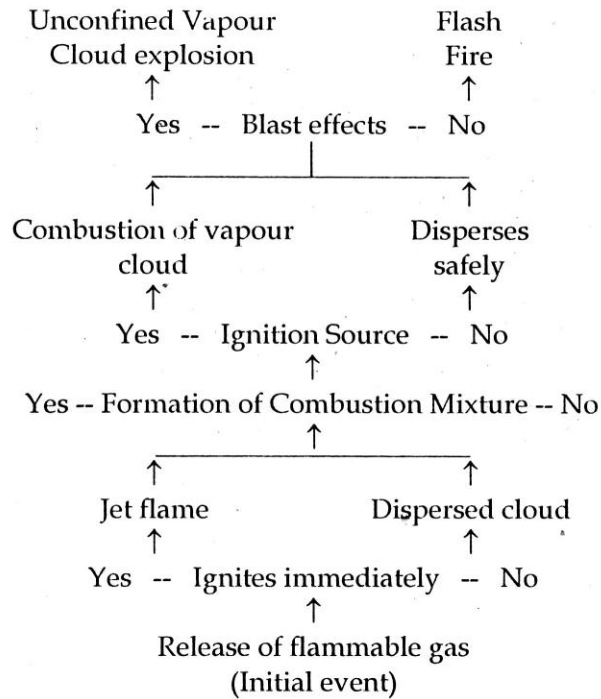 Unconfined Vapour Flash
Cloud explosion Fire
↑ ↑
Yes -- Blast effects -- No
↑ ↑
Combustion of vapour Disperses
cloud safely
↑ ↑
Yes -- Ignition Source -- No
↑
Yes -- Formation of Combustion Mixture -- No
↑
↑ ↑
Jet flame Dispersed cloud
↑ ↑
Yes -- Ignites immediately -- No
↑
Release of flammable gas
(Initial event)